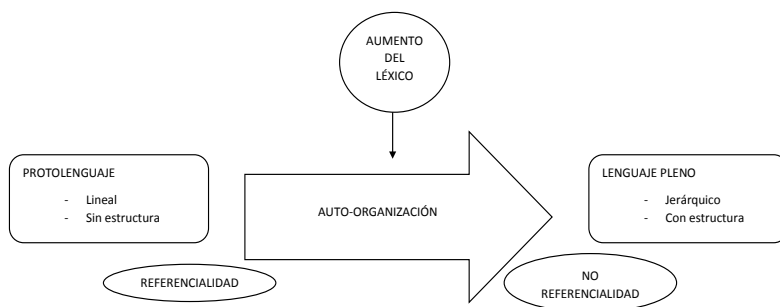 AUMENTO
DEL
LÉXICO
PROTOLENGUAJE
- Lineal
- Sin estructura
AUTO-ORGANIZACIÓN
LENGUAJE PLENO
- Jerárquico
- Con estructura
REFERENCIALIDAD
NO
REFERENCIALIDAD